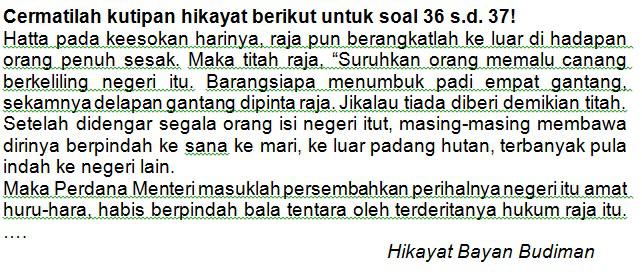 Cermatilah kutipan hikayat berikut untuk soal 36 s.d. 37!
Hatta pada keesokan harinya, raja pun berangkatlah ke luar di hadapan
orang penuh sesak. Maka titah raja, “Suruhkan orang memalu canang
berkeliling negeri itu. Barangsiapa menumbuk padi empat gantang,
sekamnya delapan gantang dipinta raja. Jikalau tiada diberi demikian titah.
Setelah didengar segala orang isi negeri itut, masing-masing membawa
dirinya berpindah ke sana ke mari, ke luar padang hutan, terbanyak pula
indah ke negeri lain.
Maka Perdana Menteri masuklah persembahkan perihalnya negeri itu amat
huru-hara, habis berpindah bala tentara oleh terderitanya hukum raja itu.
….
Hikayat Bayan Budiman